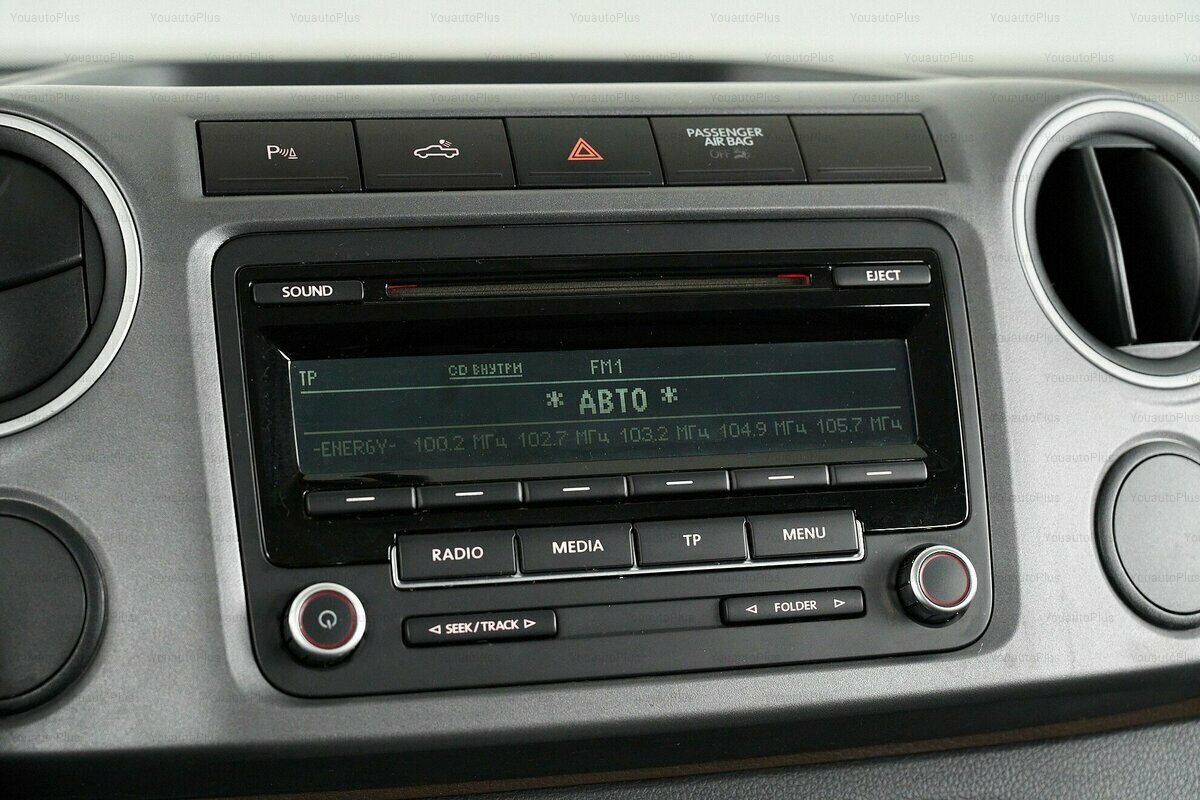 P
PASSENGER
AIR BAG
OFF
SOUND
EJECT
TP CD ВНУТРИ FM1
* АВТО *
-ENERGY- 100.2 МГц 102.7 МГц 103.2 МГц 104.9 МГц 105.7 МГц
RADIO MEDIA TP MENU
SEEK / TRACK
FOLDER
YouautoPlus